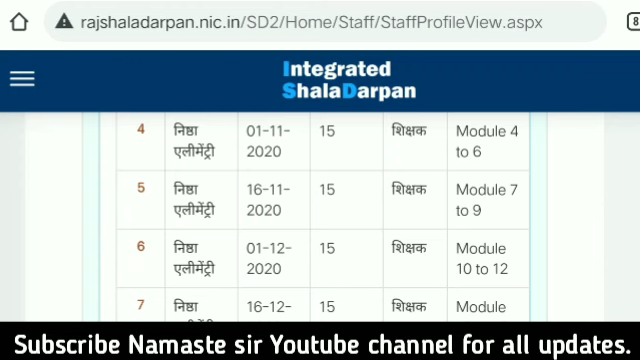 rajshaladarpan.nic.in/SD2/Home/Staff/StaffProfileView.aspx
Integrated
ShalaDarpan
4 निष्ठा 01-11- 15 शिक्षक Module 4
एलीमेंट्री 2020 to 6
5 निष्ठा 16-11- 15 शिक्षक Module 7
एलीमेंट्री 2020 to 9
6 निष्ठा 01-12- 15 शिक्षक Module
एलीमेंट्री 2020 10 to 12
7 निष्ठा 16-12- 15 शिक्षक Module
Subscribe Namaste sir Youtube channel for all updates.